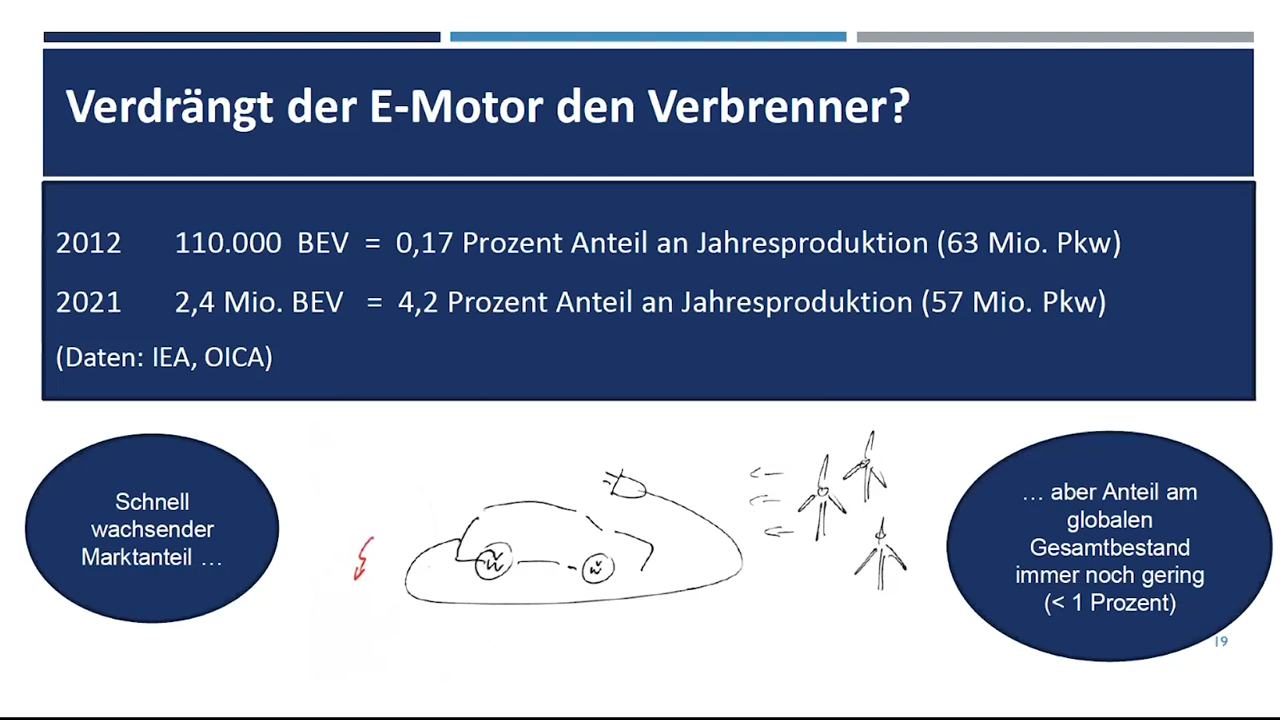 Verdrängt der E-Motor den Verbrenner?
2012 110.000 BEV = 0,17 Prozent Anteil an Jahresproduktion (63 Mio. Pkw)
2021 2,4 Mio. BEV = 4,2 Prozent Anteil an Jahresproduktion (57 Mio. Pkw)
(Daten: IEA, OICA)
Schnell
wachsender
Marktanteil …
… aber Anteil am
globalen
Gesamtbestand
immer noch gering
(< 1 Prozent)
19